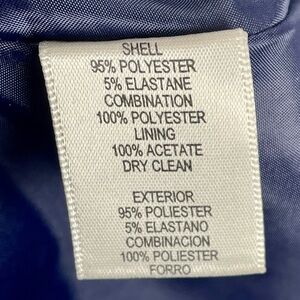 SHELL
95% POLYESTER
5% ELASTANE
COMBINATION
100% POLYESTER
LINING
100% ACETATE
DRY CLEAN
EXTERIOR
95% POLIESTER
5% ELASTANO
COMBINACION
100% POLIESTER
FORRO